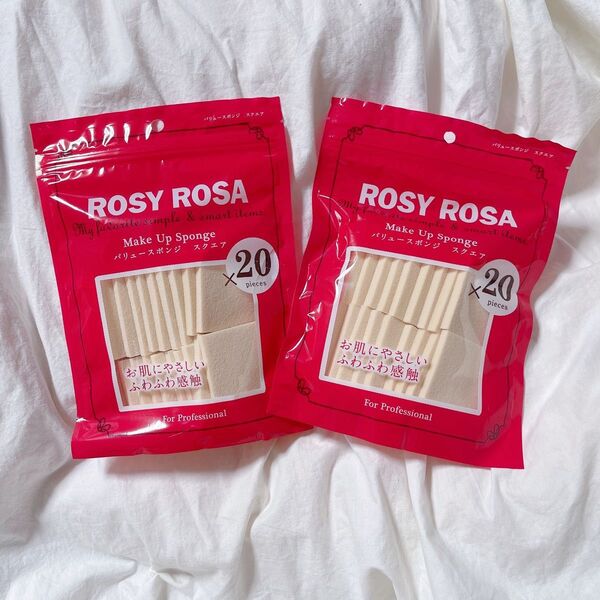 バリュースポンジ スクエア
ROSY ROSA
My favorite simple & smart items
Make Up Sponge
バリュースポンジ スクエア
×20
pieces
お肌にやさしい
ふわふわ感触
For Professional
バリュースポンジ スクエア
ROSY ROSA
My favorite simple & smart items
Make Up Sponge
バリュースポンジ スクエア
×20
pieces
お肌にやさしい
ふわふわ感触
For Professional